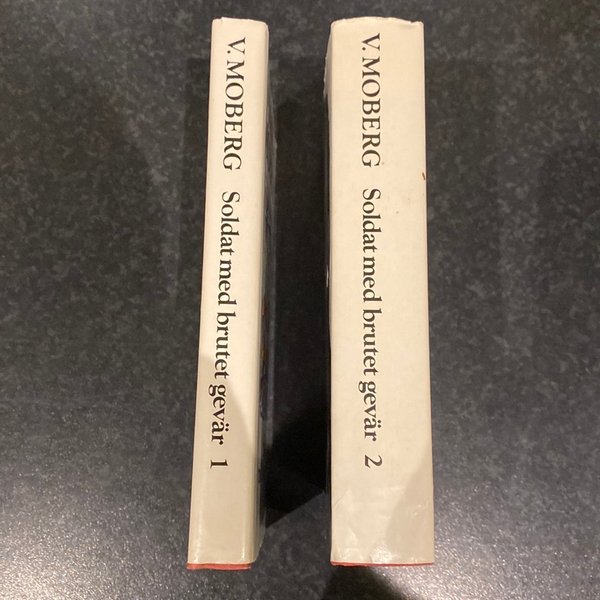 V. MOBERG Soldat med brutet gevär 1
V. MOBERG Soldat med brutet gevär 2